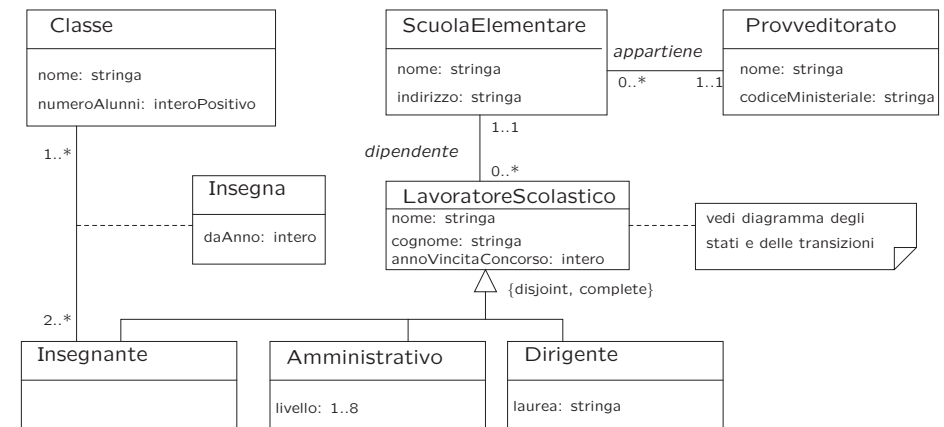 Classe
nome: stringa
numeroAlunni: interoPositivo
ScuolaElementare
nome: stringa
indirizzo: stringa
appartiene
0..*
1..1
Provveditorato
nome: stringa
codiceMinisteriale: stringa
1..*
1..1
dipendente
0..*
Insegna
daAnno: intero
LavoratoreScolastico
nome: stringa
cognome: stringa
annoVincitaConcorso: intero
vedi diagramma degli
stati e delle transizioni
{disjoint, complete}
2..*
Insegnante
Amministrativo
livello: 1..8
Dirigente
laurea: stringa